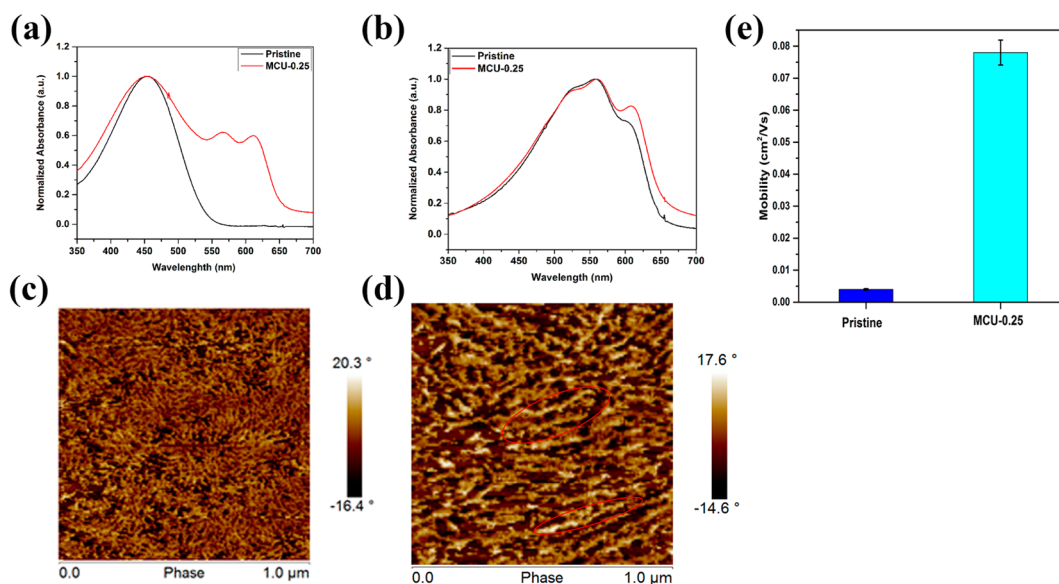 (a)
Normalized Absorbance (a.u.)
1.2
1.0
0.8
0.6
0.4
0.2
0.0
Pristine
MCU-0.25
350 400 450 500 550 600 650 700
Wavelenghth (nm)
(b)
Normalized Absorbance (a.u.)
1.2
1.0
0.8
0.6
0.4
0.2
0.0
Pristine
MCU-0.25
350 400 450 500 550 600 650 700
Wavelength (nm)
(e)
Mobility (cm²/Vs)
0.08
0.07
0.06
0.05
0.04
0.03
0.02
0.01
0.00
Pristine MCU-0.25
(c)
20.3 °
-16.4 °
0.0 Phase 1.0 µm
(d)
17.6 °
-14.6 °
0.0 Phase 1.0 µm